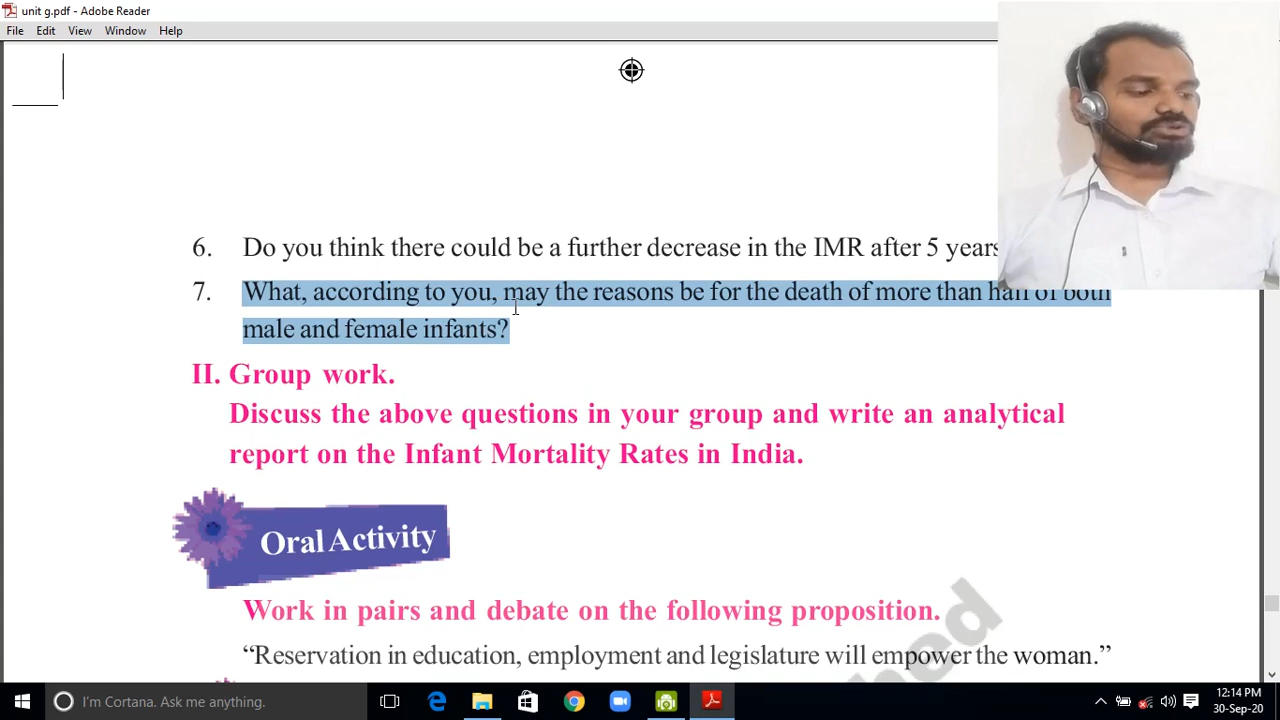 unit g.pdf - Adobe Reader
File Edit View Window Help
6. Do you think there could be a further decrease in the IMR after 5 years
7. What, according to you, may the reasons be for the death of more than half of both
male and female infants?
II. Group work.
Discuss the above questions in your group and write an analytical
report on the Infant Mortality Rates in India.
Oral Activity
Work in pairs and debate on the following proposition.
“Reservation in education, employment and legislature will empower the woman.”
I'm Cortana. Ask me anything.
12:14 PM
30-Sep-20